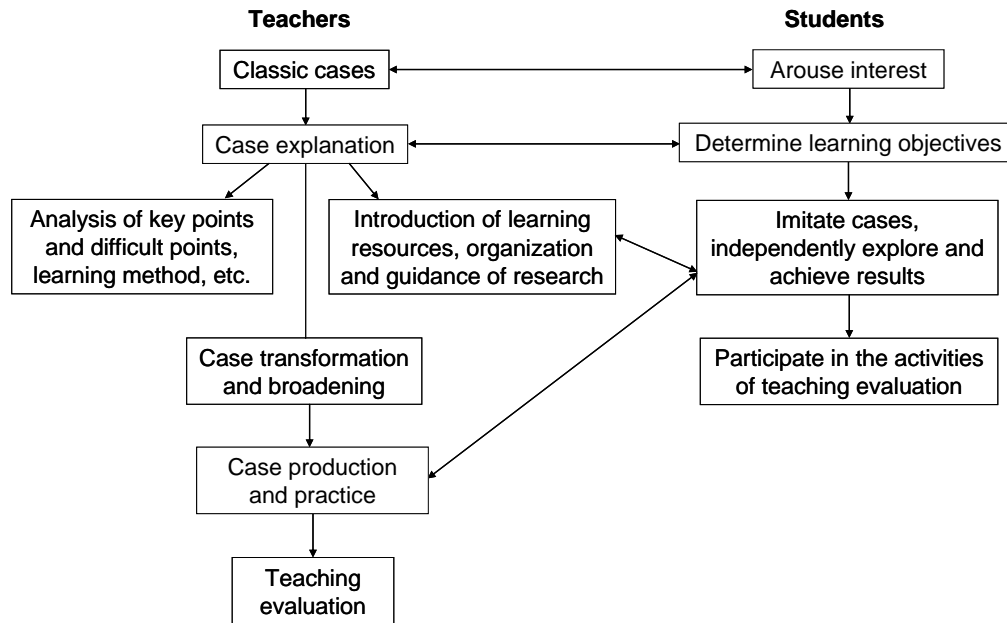 Teachers
Students
Classic cases
Arouse interest
Case explanation
Determine learning objectives
Analysis of key points
and difficult points,
learning method, etc.
Introduction of learning
resources, organization
and guidance of research
Imitate cases,
independently explore and
achieve results
Case transformation
and broadening
Participate in the activities
of teaching evaluation
Case production
and practice
Teaching
evaluation